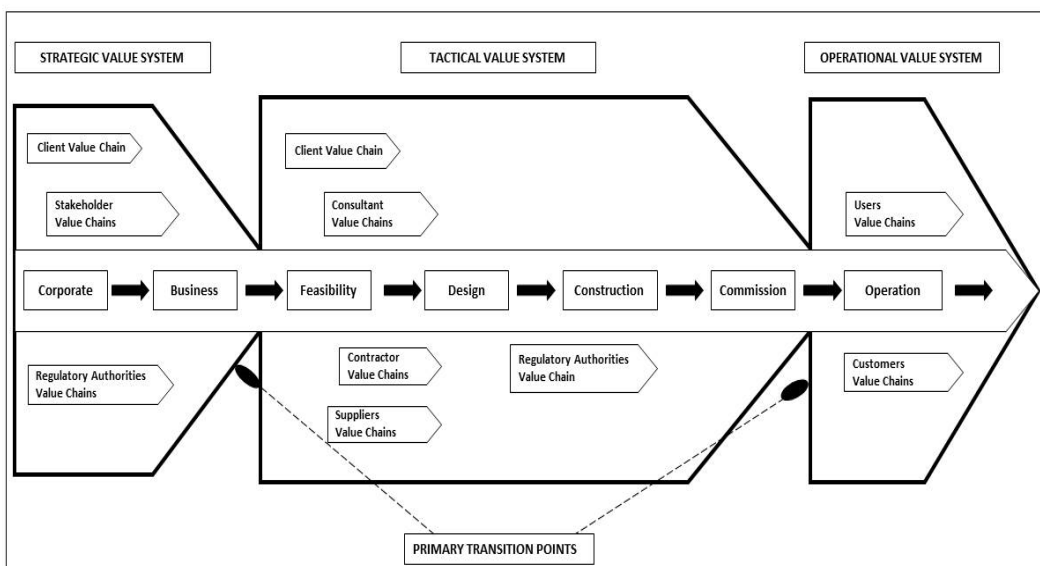 STRATEGIC VALUE SYSTEM
TACTICAL VALUE SYSTEM
OPERATIONAL VALUE SYSTEM
Client Value Chain
Client Value Chain
Stakeholder
Value Chains
Consultant
Value Chains
Users
Value Chains
Corporate
Business
Feasibility
Design
Construction
Commission
Operation
Regulatory Authorities
Value Chains
Contractor
Value Chains
Regulatory Authorities
Value Chain
Customers
Value Chains
Suppliers
Value Chains
PRIMARY TRANSITION POINTS